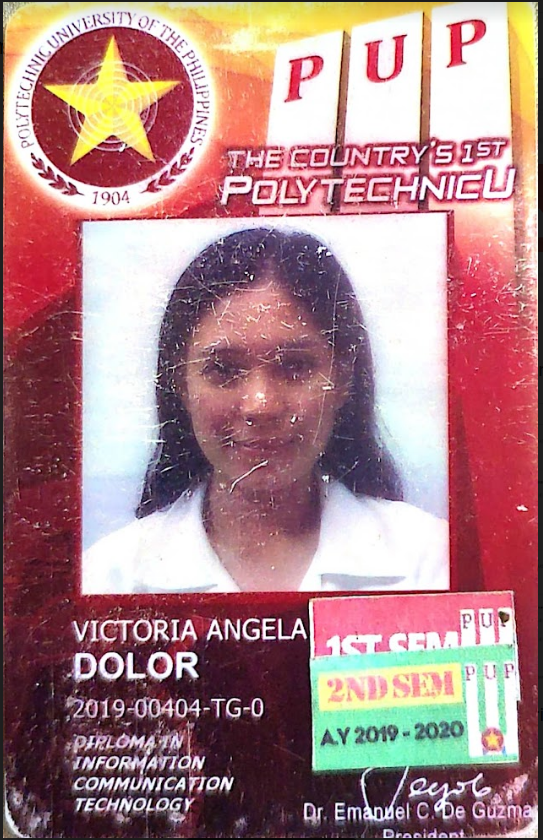 POLYTECHNIC UNIVERSITY OF THE PHILIPPINES
1904
PUP
THE COUNTRY'S 1ST
POLYTECHNICU
VICTORIA ANGELA
DOLOR
2019-00404-TG-0
DIPLOMA IN
INFORMATION
COMMUNICATION
TECHNOLOGY
1ST SEM
PUP
2ND SEM
PUP
A.Y 2019 - 2020
Dr. Emanuel C. De Guzma
President